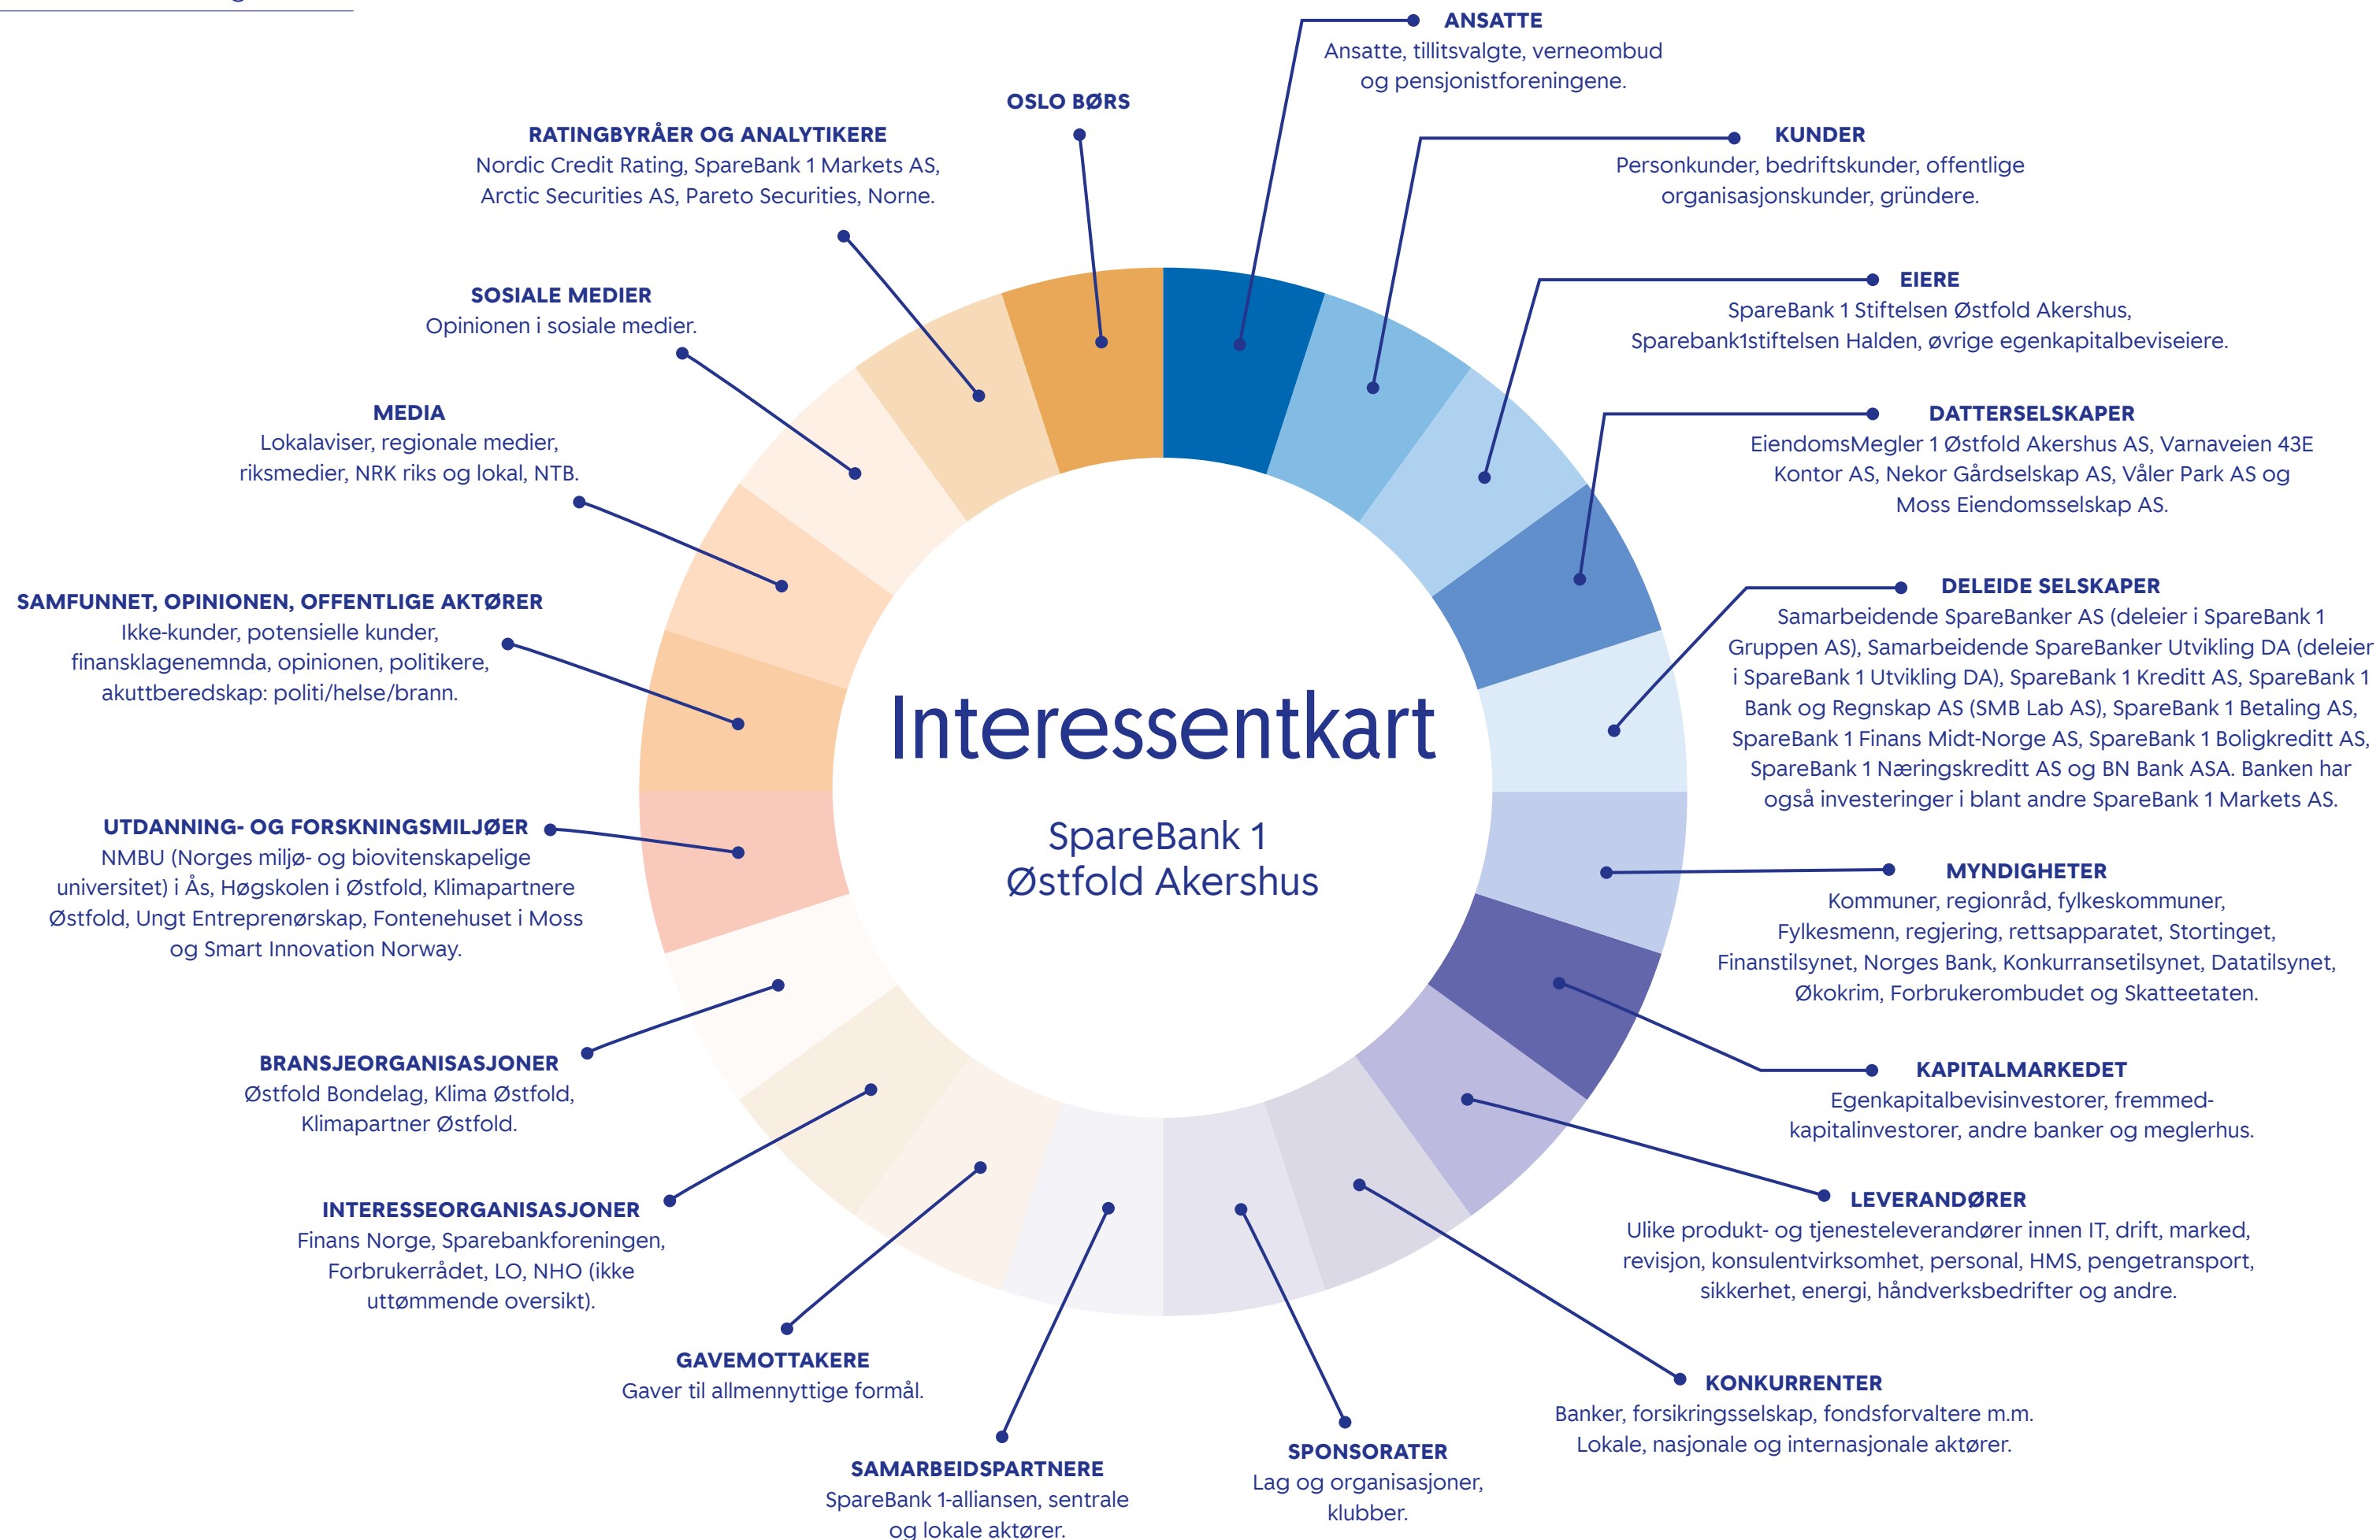 ANSATTE
Ansatte, tillitsvalgte, verneombud
og pensjonistforeningene.
KUNDER
Personkunder, bedriftskunder, offentlige
organisasjonskunder, gründere.
EIERE
SpareBank 1 Stiftelsen Østfold Akershus,
Sparebank1stiftelsen Halden, øvrige egenkapitalbeviseiere.
DATTERSELSKAPER
EiendomsMegler 1 Østfold Akershus AS, Varnaveien 43E
Kontor AS, Nekor Gårdselskap AS, Våler Park AS og
Moss Eiendomsselskap AS.
DELEIDE SELSKAPER
Samarbeidende SpareBanker AS (deleier i SpareBank 1
Gruppen AS), Samarbeidende SpareBanker Utvikling DA (deleier
i SpareBank 1 Utvikling DA), SpareBank 1 Kreditt AS, SpareBank 1
Bank og Regnskap AS (SMB Lab AS), SpareBank 1 Betaling AS,
SpareBank 1 Finans Midt-Norge AS, SpareBank 1 Boligkreditt AS,
SpareBank 1 Næringskreditt AS og BN Bank ASA. Banken har
også investeringer i blant andre SpareBank 1 Markets AS.
MYNDIGHETER
Kommuner, regionråd, fylkeskommuner,
Fylkesmenn, regjering, rettsapparatet, Stortinget,
Finanstilsynet, Norges Bank, Konkurransetilsynet, Datatilsynet,
Økokrim, Forbrukerombudet og Skatteetaten.
KAPITALMARKEDET
Egenkapitalbevisinvestorer, fremmed-
kapitalinvestorer, andre banker og meglerhus.
LEVERANDØRER
Ulike produkt- og tjenesteleverandører innen IT, drift, marked,
revisjon, konsulentvirksomhet, personal, HMS, pengetransport,
sikkerhet, energi, håndverksbedrifter og andre.
KONKURRENTER
Banker, forsikringsselskap, fondsforvaltere m.m.
Lokale, nasjonale og internasjonale aktører.
SPONSORATER
Lag og organisasjoner,
klubber.
SAMARBEIDSPARTNERE
SpareBank 1-alliansen, sentrale
og lokale aktører.
GAVEMOTTAKERE
Gaver til allmennyttige formål.
INTERESSEORGANISASJONER
Finans Norge, Sparebankforeningen,
Forbrukerrådet, LO, NHO (ikke
uttømmende oversikt).
BRANSJEORGANISASJONER
Østfold Bondelag, Klima Østfold,
Klimapartner Østfold.
UTDANNING- OG FORSKNINGSMILJØER
NMBU (Norges miljø- og biovitenskapelige
universitet) i Ås, Høgskolen i Østfold, Klimapartnere
Østfold, Ungt Entreprenørskap, Fontenehuset i Moss
og Smart Innovation Norway.
SAMFUNNET, OPINIONEN, OFFENTLIGE AKTØRER
Ikke-kunder, potensielle kunder,
finansklagenemnda, opinionen, politikere,
akuttberedskap: politi/helse/brann.
MEDIA
Lokalaviser, regionale medier,
riksmedier, NRK riks og lokal, NTB.
SOSIALE MEDIER
Opinionen i sosiale medier.
RATINGBYRÅER OG ANALYTIKERE
Nordic Credit Rating, SpareBank 1 Markets AS,
Arctic Securities AS, Pareto Securities, Norne.
OSLO BØRS
Interessentkart
SpareBank 1
Østfold Akershus